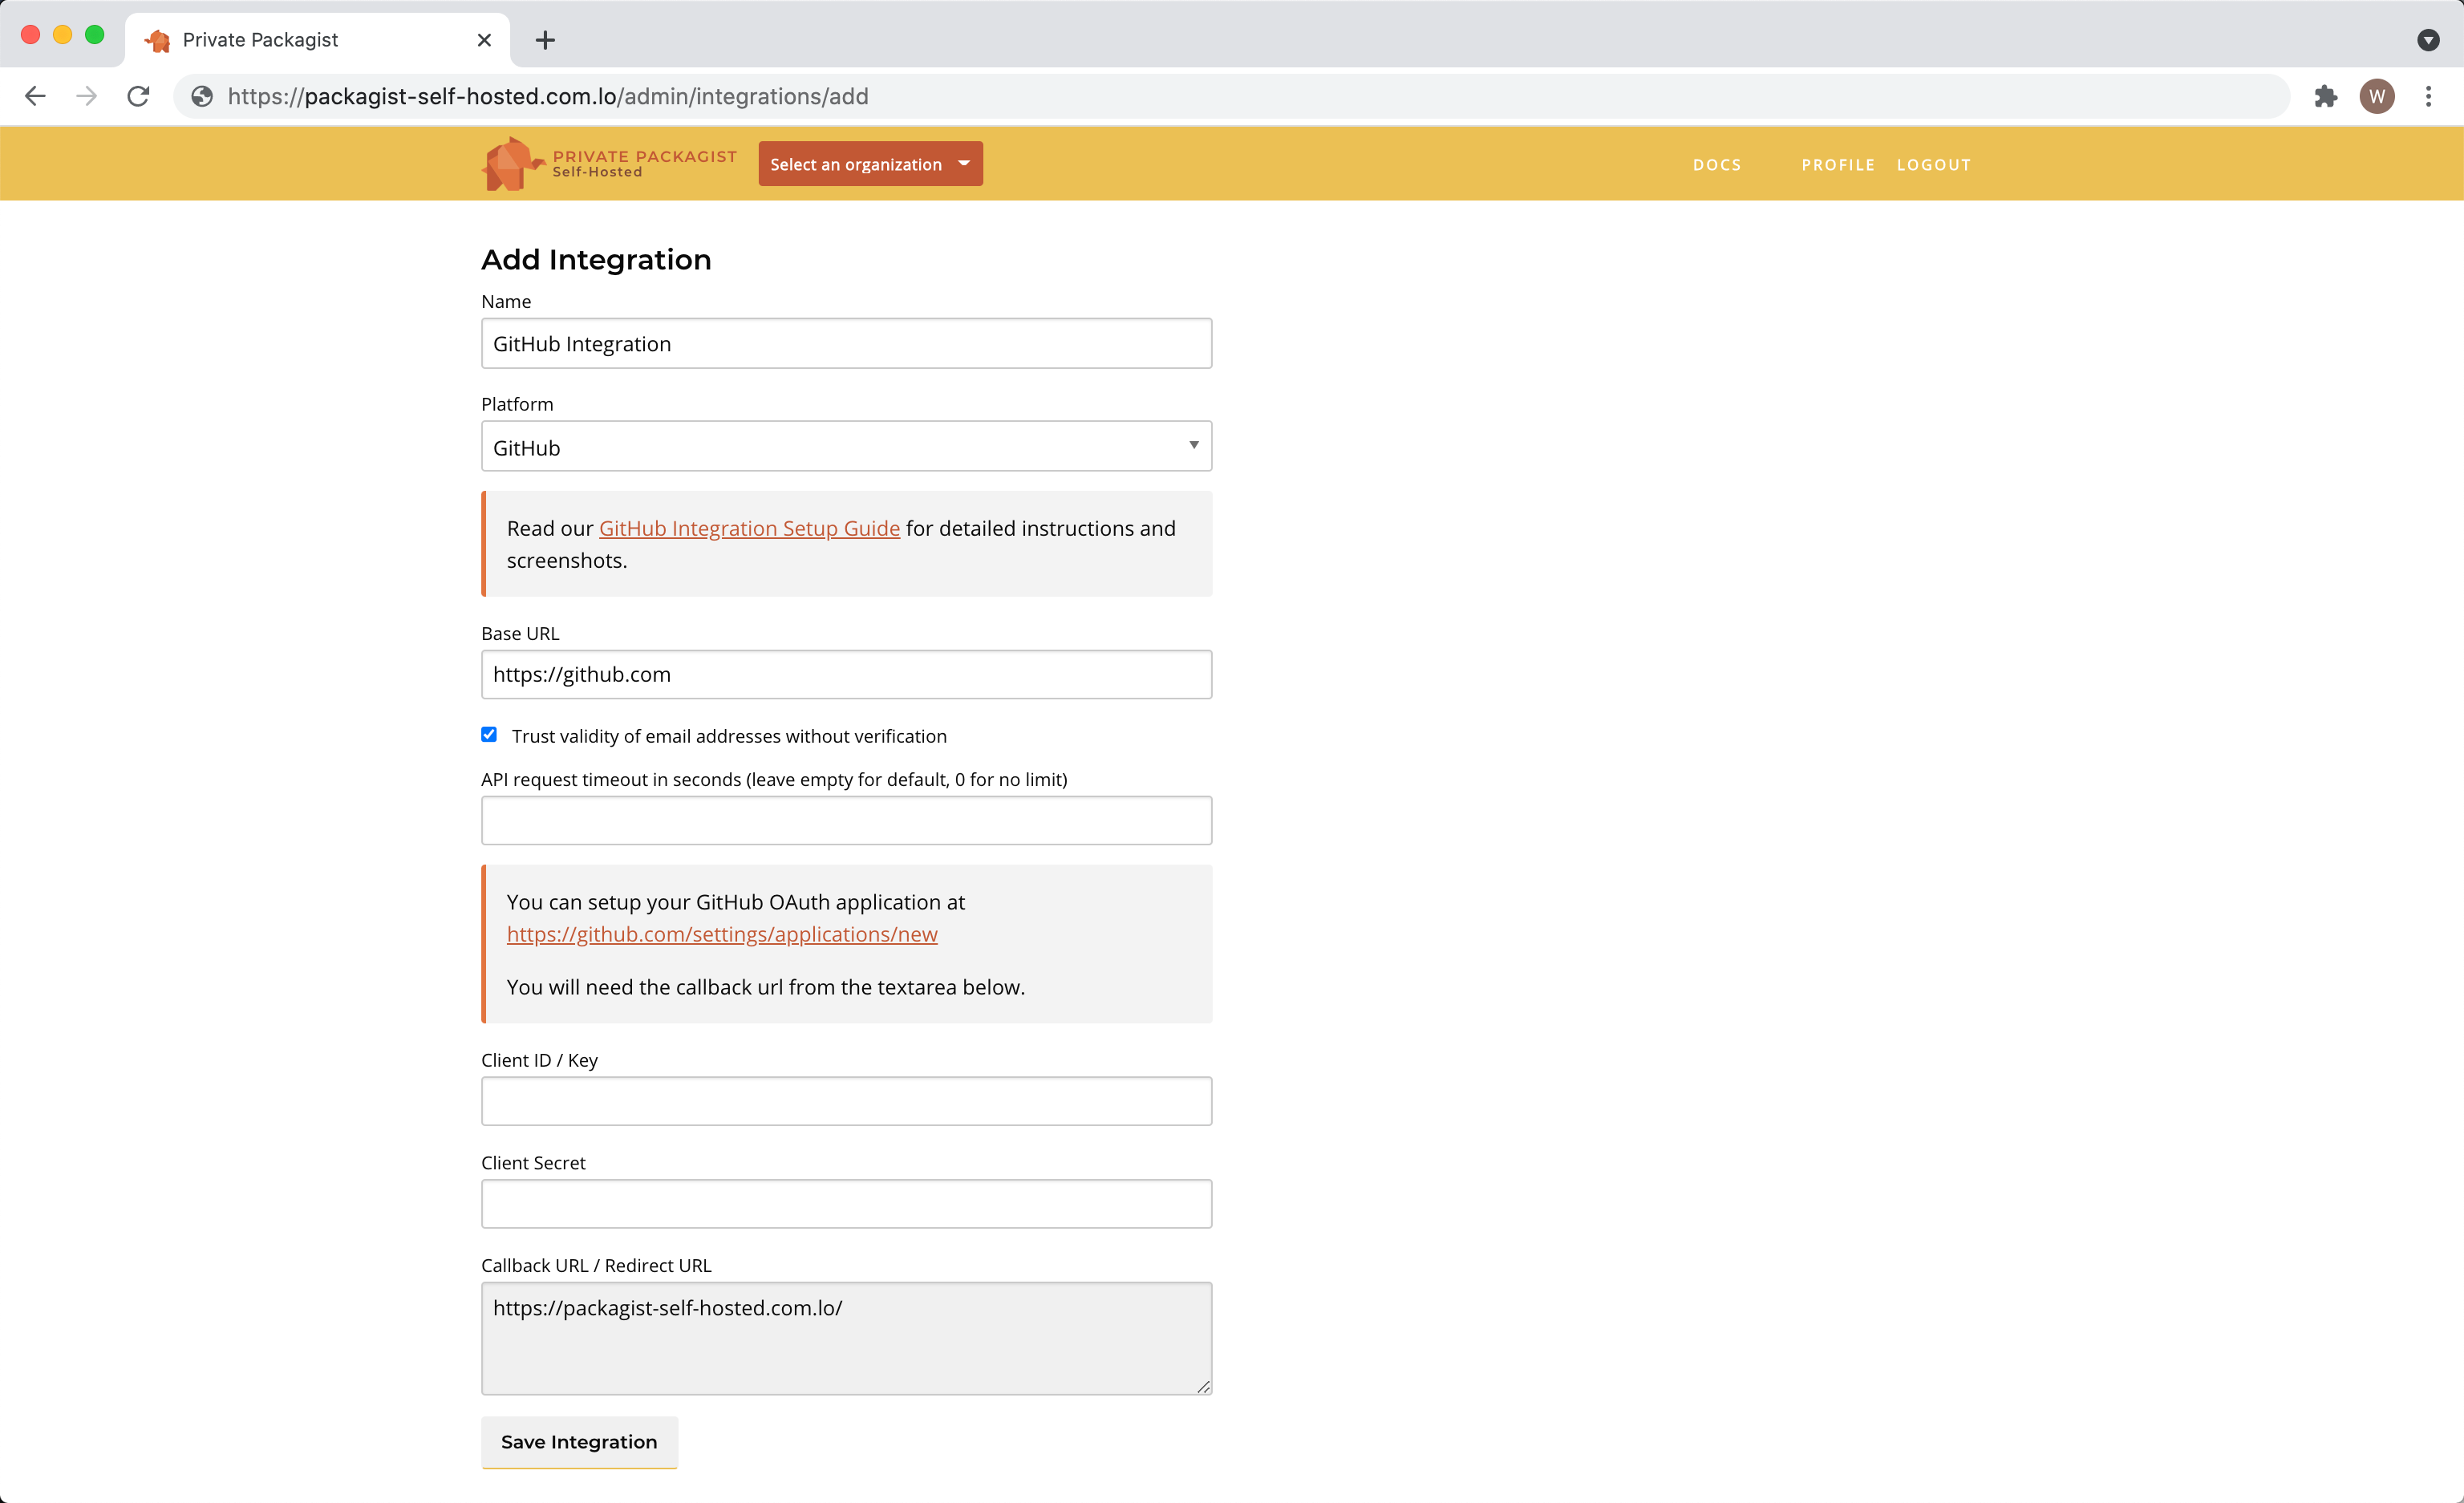 Private Packagist
https://packagist-self-hosted.com.lo/admin/integrations/add
W
PRIVATE PACKAGIST
Self-Hosted
Select an organization
DOCS
PROFILE
LOGOUT
Add Integration
Name
GitHub Integration
Platform
GitHub
Read our GitHub Integration Setup Guide for detailed instructions and
screenshots.
Base URL
https://github.com
Trust validity of email addresses without verification
API request timeout in seconds (leave empty for default, 0 for no limit)
You can setup your GitHub OAuth application at
https://github.com/settings/applications/new
You will need the callback url from the textarea below.
Client ID / Key
Client Secret
Callback URL / Redirect URL
https://packagist-self-hosted.com.lo/
Save Integration